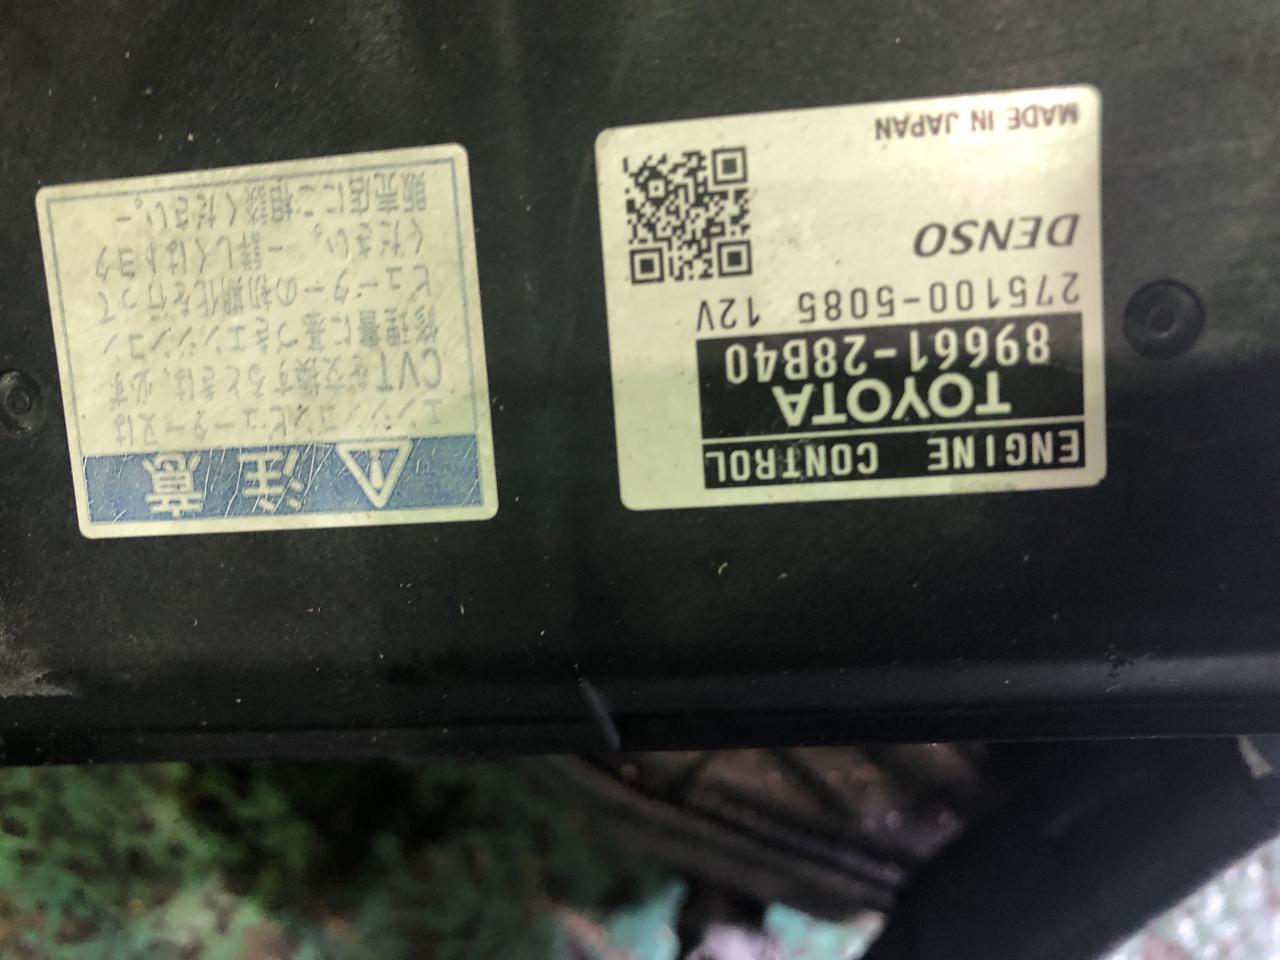 ENGINE CONTROL
TOYOTA
89661-28B40
275100-5085 12V
DENSO
MADE IN JAPAN
注意
エンジンコンピューター又は
CVTを交換するときは、必ず
修理書に基づきエンジンコン
ピューターの初期化を行って
ください。 詳しくはトヨタ
販売店にご相談ください。